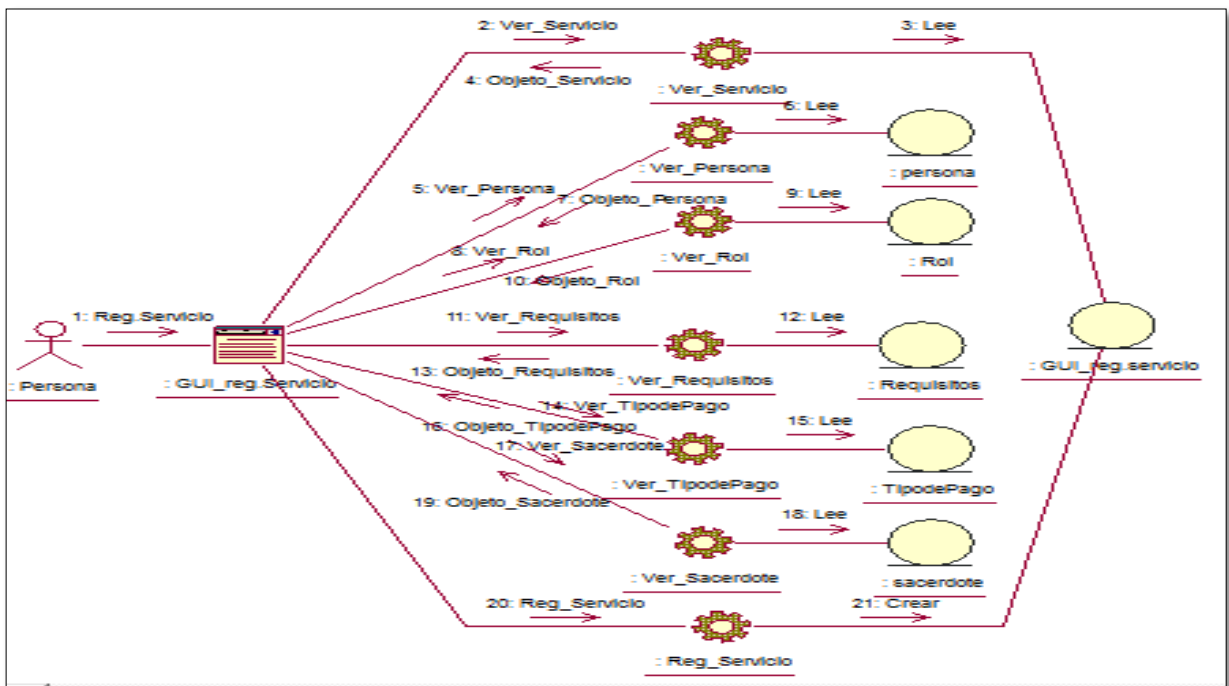 2: Ver_Servicio
3: Lee
4: Objeto_Servicio
: Ver_Servicio
6: Lee
: Ver_Persona
: persona
5: Ver_Persona
7: Objeto_Persona
9: Lee
8: Ver_Rol
: Ver_Rol
: Rol
10: Objeto_Rol
1: Reg.Servicio
11: Ver_Requisitos
12: Lee
: Persona
: GUI_reg.Servicio
13: Objeto_Requisitos
: Ver_Requisitos
: Requisitos
: GUI_reg.servicio
14: Ver_TipodePago
15: Lee
16: Objeto_TipodePago
17: Ver_Sacerdote
: Ver_TipodePago
: TipodePago
19: Objeto_Sacerdote
18: Lee
: Ver_Sacerdote
: sacerdote
20: Reg_Servicio
21: Crear
: Reg_Servicio